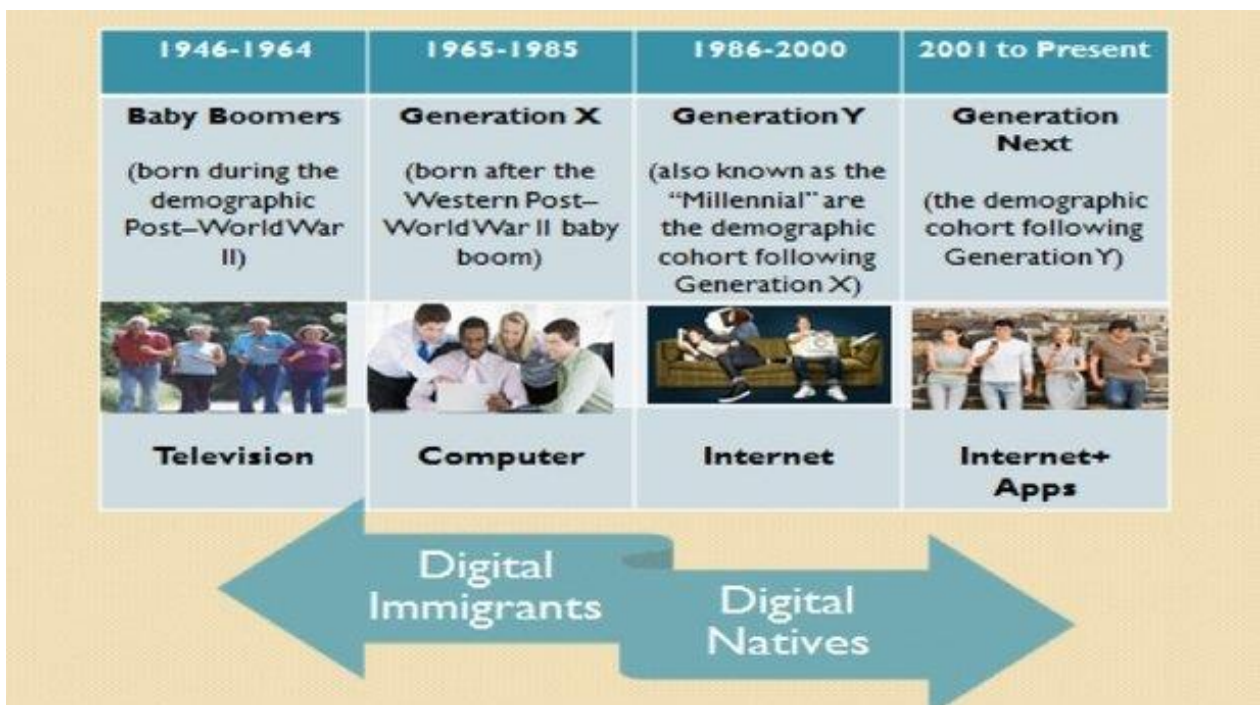 1946-1964
Baby Boomers
(born during the
demographic
Post–World War
II)
Television
1965-1985
Generation X
(born after the
Western Post–
World War II baby
boom)
Computer
1986-2000
Generation Y
(also known as the
“Millennial” are
the demographic
cohort following
Generation X)
Internet
2001 to Present
Generation
Next
(the demographic
cohort following
Generation Y)
Internet+
Apps
Digital
Immigrants
Digital
Natives